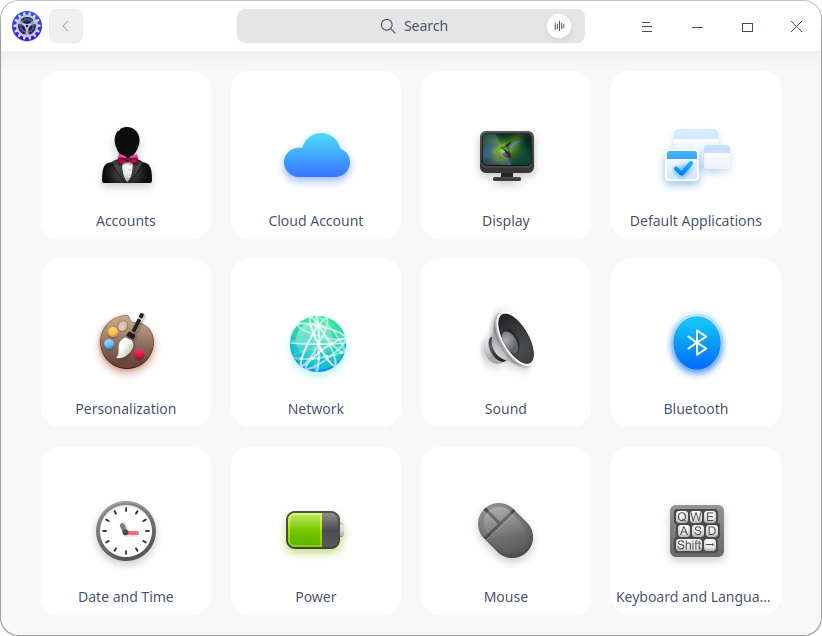 Search
Accounts
Cloud Account
Display
Default Applications
Personalization
Network
Sound
Bluetooth
Date and Time
Power
Mouse
Q W E
A S D
Shift →
Keyboard and Langua...